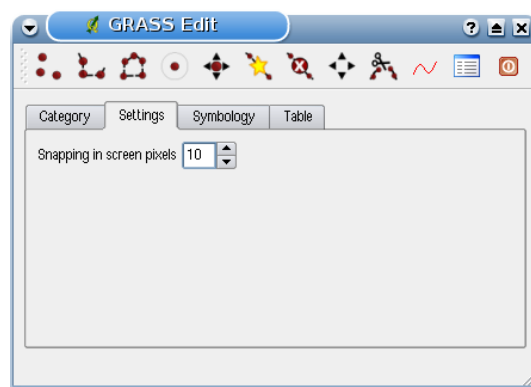 GRASS Edit
Category Settings Symbology Table
Snapping in screen pixels 10